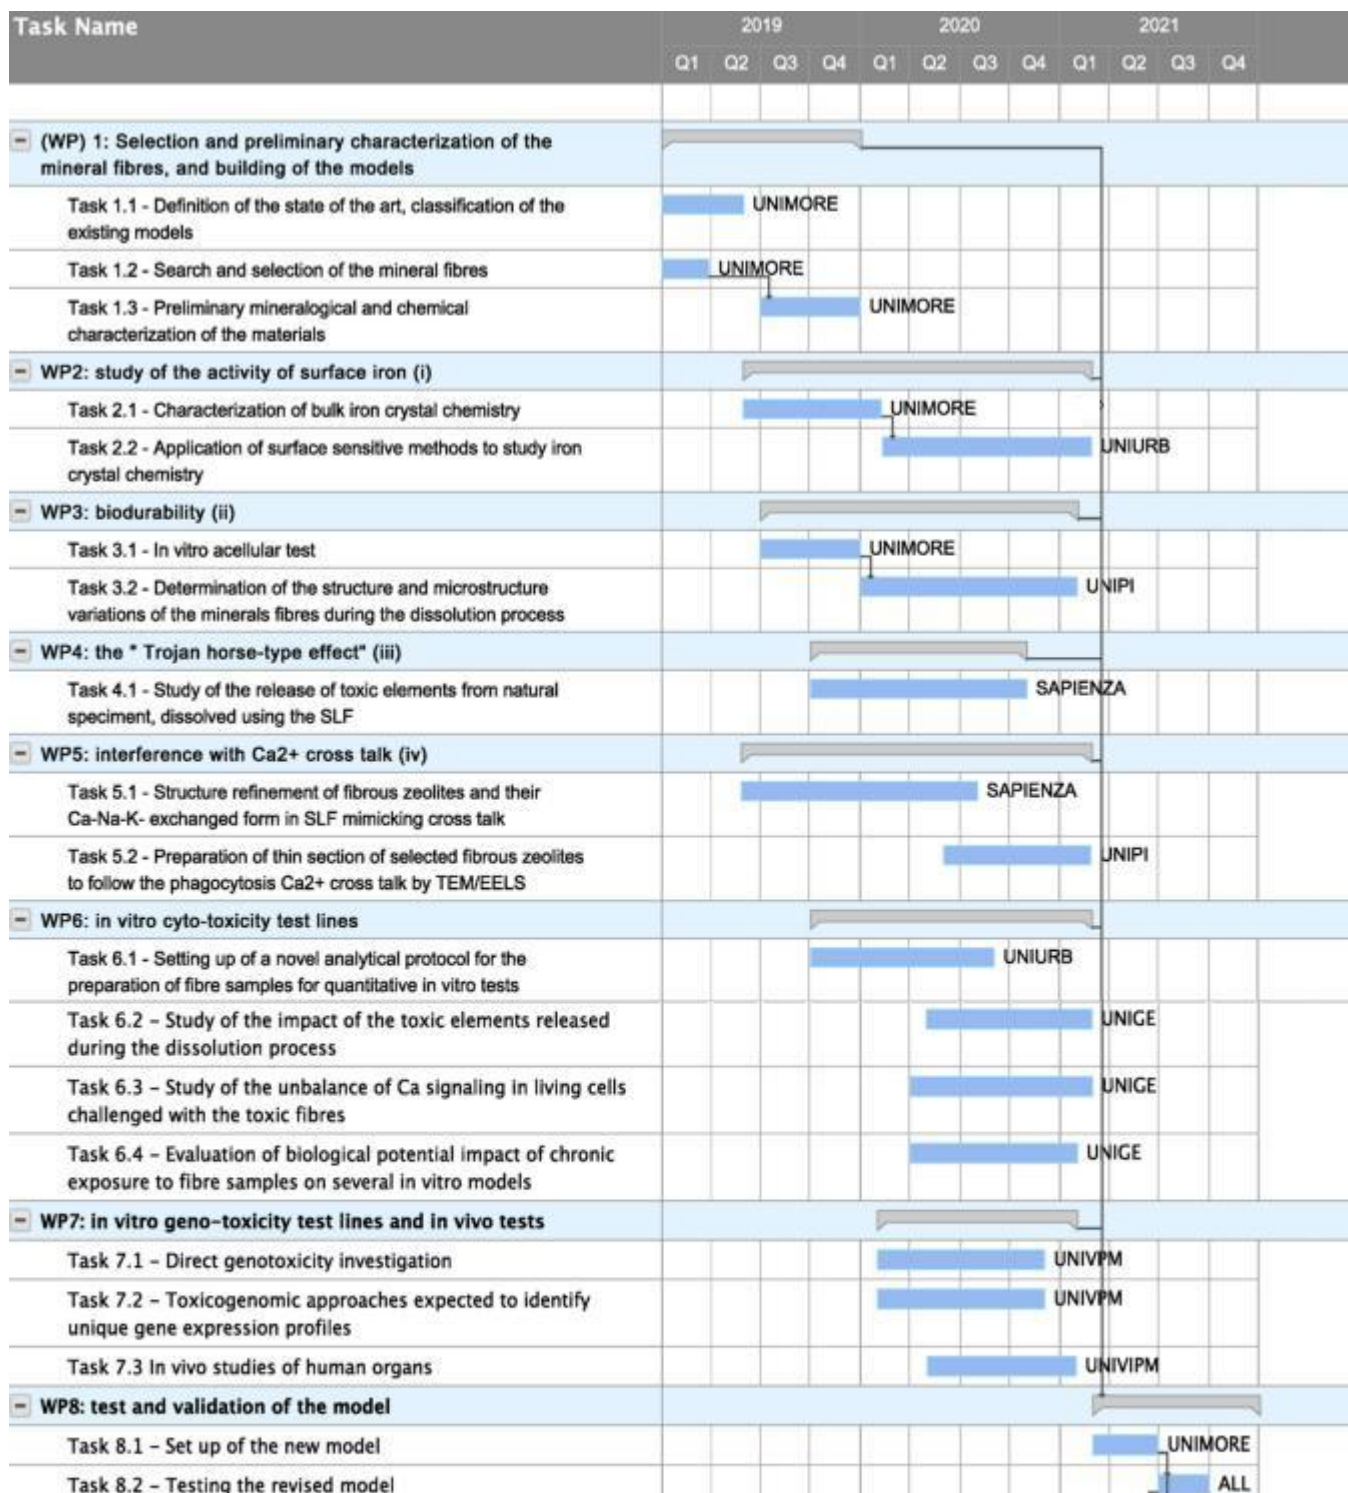 Task Name
2019 2020 2021
Q1 Q2 Q3 Q4 Q1 Q2 Q3 Q4 Q1 Q2 Q3 Q4
(WP) 1: Selection and preliminary characterization of the
mineral fibres, and building of the models
Task 1.1 - Definition of the state of the art, classification of the
existing models
UNIMORE
Task 1.2 - Search and selection of the mineral fibres
UNIMORE
Task 1.3 - Preliminary mineralogical and chemical
characterization of the materials
UNIMORE
WP2: study of the activity of surface iron (i)
Task 2.1 - Characterization of bulk iron crystal chemistry
UNIMORE
Task 2.2 - Application of surface sensitive methods to study iron
crystal chemistry
UNIURB
WP3: biodurability (ii)
Task 3.1 - In vitro acellular test
UNIMORE
Task 3.2 - Determination of the structure and microstructure
variations of the minerals fibres during the dissolution process
UNIPI
WP4: the " Trojan horse-type effect" (iii)
Task 4.1 - Study of the release of toxic elements from natural
speciment, dissolved using the SLF
SAPIENZA
WP5: interference with Ca2+ cross talk (iv)
Task 5.1 - Structure refinement of fibrous zeolites and their
Ca-Na-K- exchanged form in SLF mimicking cross talk
SAPIENZA
Task 5.2 - Preparation of thin section of selected fibrous zeolites
to follow the phagocytosis Ca2+ cross talk by TEM/EELS
UNIPI
WP6: in vitro cyto-toxicity test lines
Task 6.1 - Setting up of a novel analytical protocol for the
preparation of fibre samples for quantitative in vitro tests
UNIURB
Task 6.2 – Study of the impact of the toxic elements released
during the dissolution process
UNIGE
Task 6.3 – Study of the unbalance of Ca signaling in living cells
challenged with the toxic fibres
UNIGE
Task 6.4 – Evaluation of biological potential impact of chronic
exposure to fibre samples on several in vitro models
UNIGE
WP7: in vitro geno-toxicity test lines and in vivo tests
Task 7.1 – Direct genotoxicity investigation
UNIVPM
Task 7.2 – Toxicogenomic approaches expected to identify
unique gene expression profiles
UNIVPM
Task 7.3 In vivo studies of human organs
UNIVIPM
WP8: test and validation of the model
Task 8.1 – Set up of the new model
UNIMORE
Task 8.2 – Testing the revised model
ALL